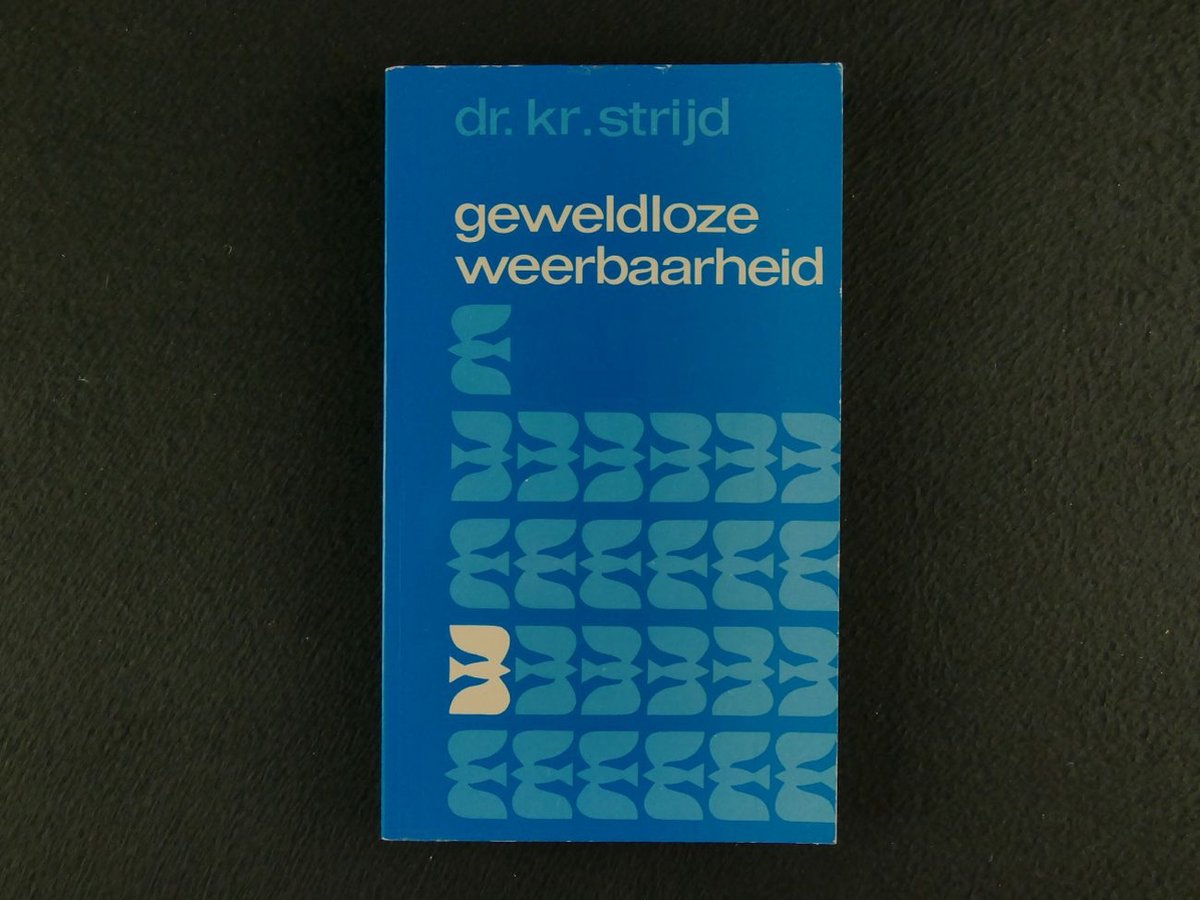 dr. kr. strijd
geweldloze
weerbaarheid